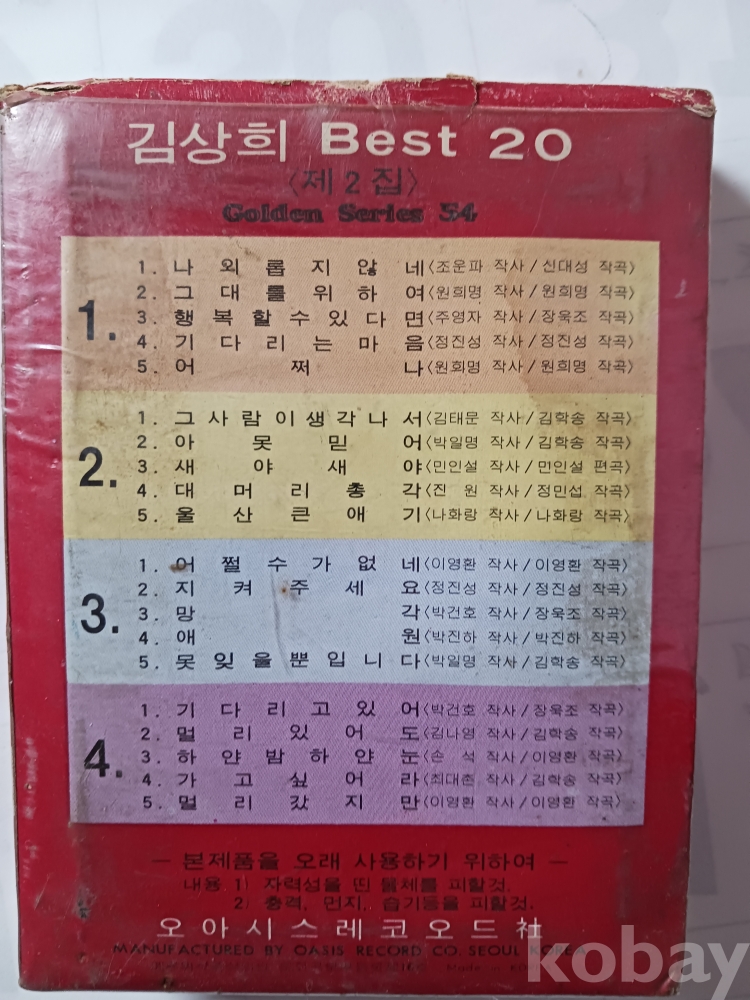 김상희 Best 20
〈제2집〉
Golden Series 54
1.
1. 나외롭지않네〈조운파 작사/신대성 작곡〉
2. 그대를위하여〈원희명 작사/원희명 작곡〉
3. 행복할수있다면〈주영자 작사/장욱조 작곡〉
4. 기다리는마음〈정진성 작사/정진성 작곡〉
5. 어쩌나〈원희명 작사/원희명 작곡〉
2.
1. 그사람이생각나서〈김태문 작사/김학송 작곡〉
2. 아못믿어〈박일명 작사/김학송 작곡〉
3. 새야새야〈민인설 작사/면인설 편곡〉
4. 대머리총각〈진원 작사/정민섭 작곡〉
5. 울산큰애기〈나화랑 작사/나화랑 작곡〉
3.
1. 어쩔수가없네〈이영환 작사/이영환 작곡〉
2. 지켜주세요〈정진성 작사/정진성 작곡〉
3. 망각〈박건호 작사/장욱조 작곡〉
4. 애원〈박진하 작사/박진하 작곡〉
5. 못잊을뿐입니다〈박일명 작사/김학송 작곡〉
4.
1. 기다리고있어〈박건호 작사/장욱조 작곡〉
2. 멀리있어도〈김나영 작사/김학송 작곡〉
3. 하얀밤하얀눈〈손석 작사/이영환 작곡〉
4. 가고싶어라〈최대춘 작사/김학송 작곡〉
5. 멀리갔지만〈이영환 작사/이영환 작곡〉
— 본제품을 오래 사용하기 위하여 —
내용 1) 자력성을 띤 물체를 피할것.
2) 충격, 먼지, 습기등을 피할것.
오아시스레코오드社
MANUFACTURED BY OASIS RECORD CO. SEOUL KOREA
kobay